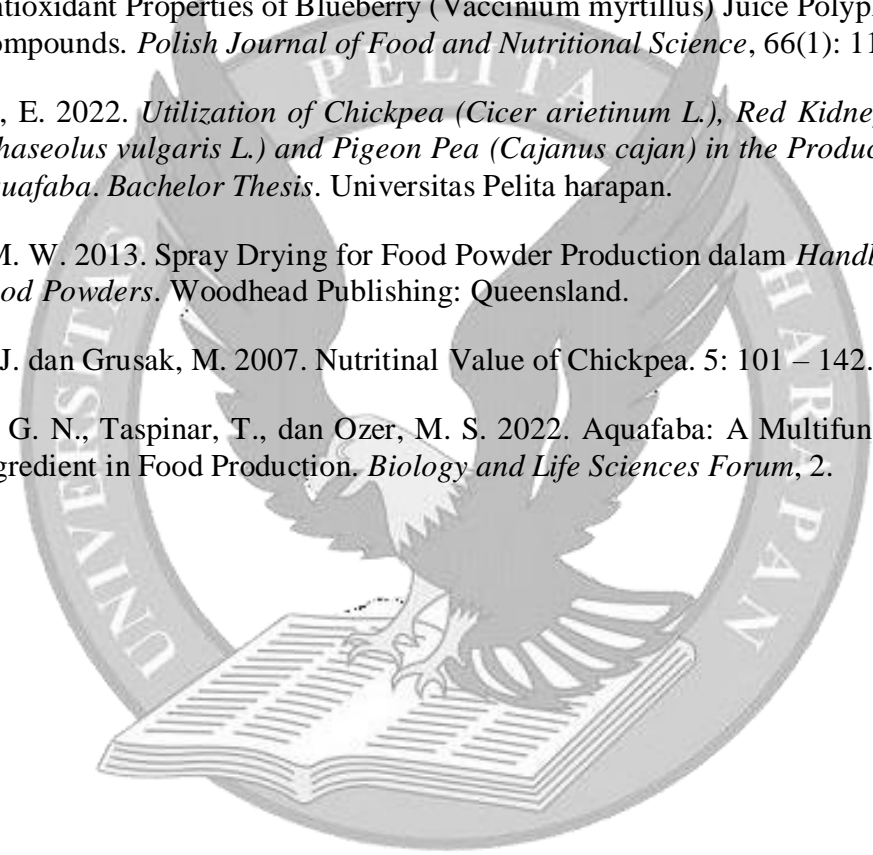 ntioxidant Properties of Blueberry (Vaccinium myrtillus) Juice Polyp
ompounds. Polish Journal of Food and Nutritional Science, 66(1): 11
, E. 2022. Utilization of Chickpea (Cicer arietinum L.), Red Kidne
haseolus vulgaris L.) and Pigeon Pea (Cajanus cajan) in the Produc
uafaba. Bachelor Thesis. Universitas Pelita harapan.
M. W. 2013. Spray Drying for Food Powder Production dalam Handb
od Powders. Woodhead Publishing: Queensland.
J. dan Grusak, M. 2007. Nutritinal Value of Chickpea. 5: 101 – 142.
G. N., Taspinar, T., dan Ozer, M. S. 2022. Aquafaba: A Multifun
gredient in Food Production. Biology and Life Sciences Forum, 2.
UNIVERSITAS PELITA HARAPAN